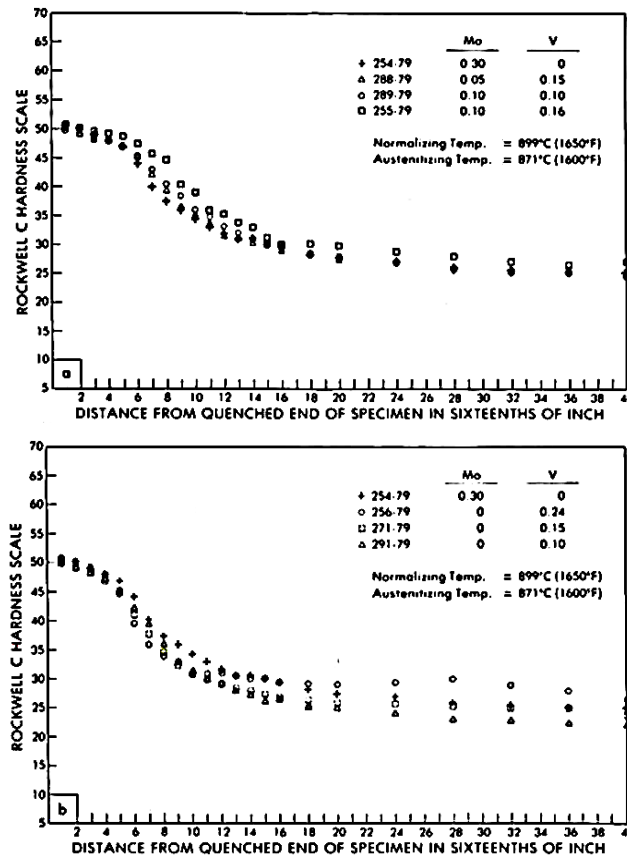 70
65
60
55
50
45
40
35
30
25
20
15
10
5
ROCKWELL C HARDNESS SCALE
Mo V
254-79 0.30 0
288-79 0.05 0.15
289-79 0.10 0.10
255-79 0.10 0.16
Normalizing Temp. = 899°C (1650°F)
Austenitizing Temp. = 871°C (1600°F)
a
2 4 6 8 10 12 14 16 18 20 22 24 26 28 30 32 34 36 38 4
DISTANCE FROM QUENCHED END OF SPECIMEN IN SIXTEENTHS OF INCH
70
65
60
55
50
45
40
35
30
25
20
15
10
5
ROCKWELL C HARDNESS SCALE
Mo V
254-79 0.30 0
256-79 0 0.24
271-79 0 0.15
291-79 0 0.10
Normalizing Temp. = 899°C (1650°F)
Austenitizing Temp. = 871°C (1600°F)
b
2 4 6 8 10 12 14 16 18 20 22 24 26 28 30 32 34 36 38 4
DISTANCE FROM QUENCHED END OF SPECIMEN IN SIXTEENTHS OF INCH